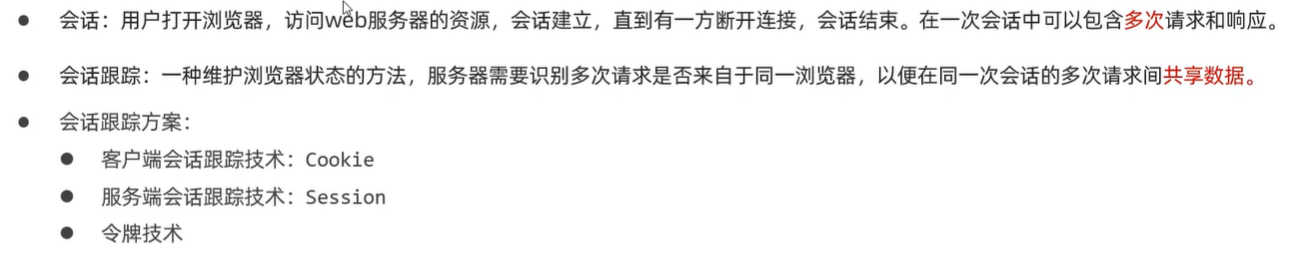 ● 会话：用户打开浏览器，访问web服务器的资源，会话建立，直到有一方断开连接，会话结束。在一次会话中可以包含多次请求和响应。
● 会话跟踪：一种维护浏览器状态的方法，服务器需要识别多次请求是否来自于同一浏览器，以便在同一次会话的多次请求间共享数据。
● 会话跟踪方案：
● 客户端会话跟踪技术：Cookie
● 服务端会话跟踪技术：Session
● 令牌技术